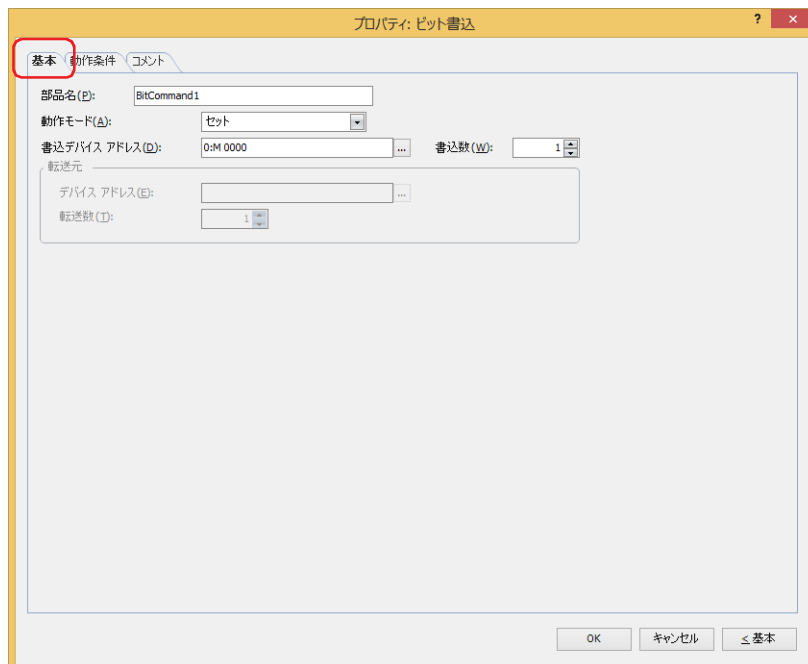 プロパティ: ビット書込 ? ×
基本 動作条件 コメント
部品名(P): BitCommand1
動作モード(A): セット
書込デバイス アドレス(D): 0:M 0000 ... 書込数(W): 1
転送元
デバイス アドレス(E): ...
転送数(T): 1
OK キャンセル ≤ 基本